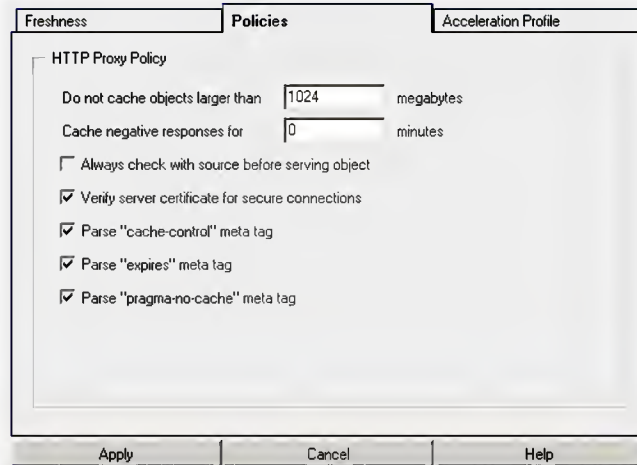 Freshness Policies Acceleration Profile
HTTP Proxy Policy
Do not cache objects larger than 1024 megabytes
Cache negative responses for 0 minutes
Always check with source before serving object
Verify server certificate for secure connections
Parse "cache-control" meta tag
Parse "expires" meta tag
Parse "pragma-no-cache" meta tag
Apply Cancel Help